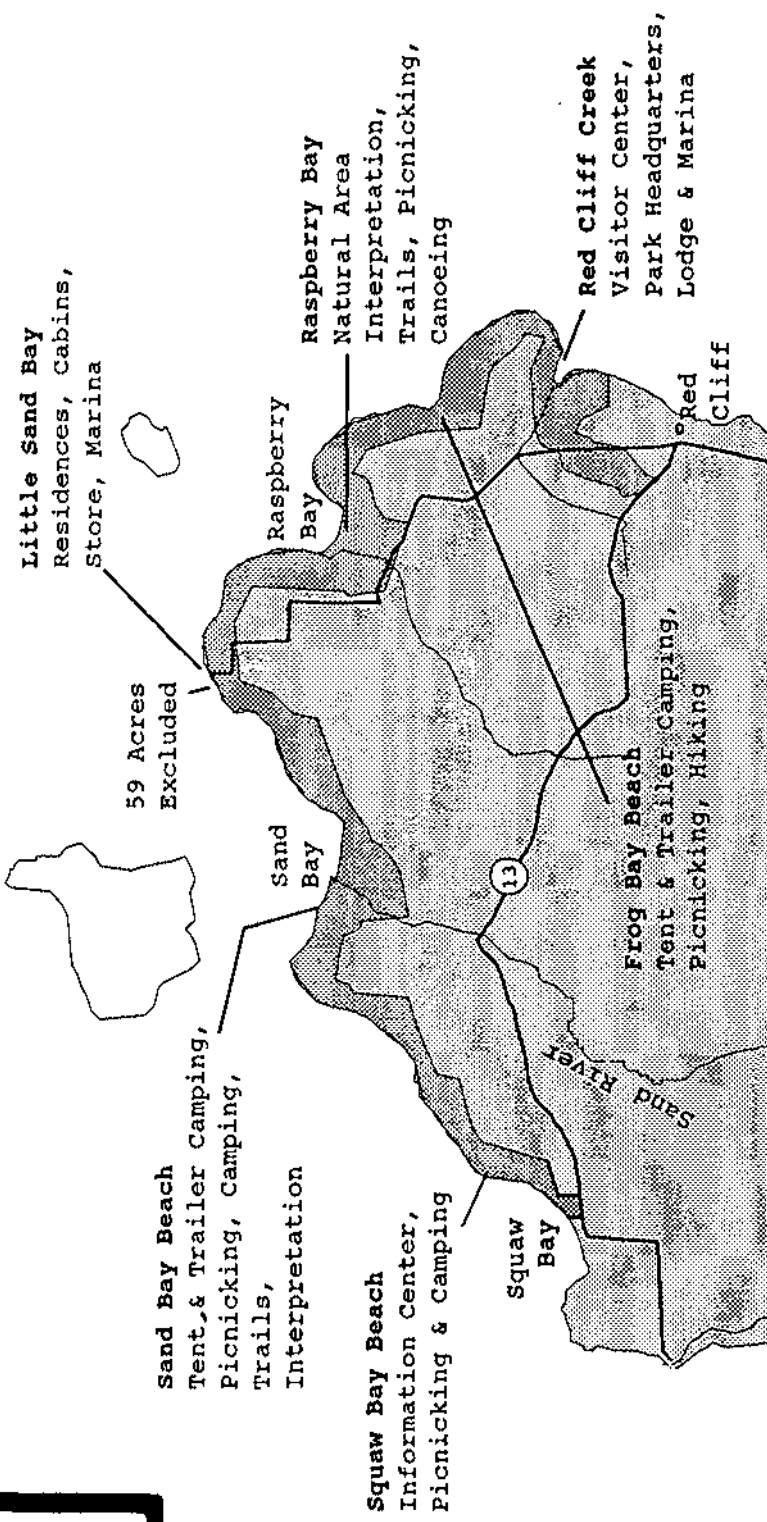 Little Sand Bay
Residences, Cabins,
Store, Marina
59 Acres
Excluded
Raspberry
Bay
Raspberry Bay
Natural Area
Interpretation,
Trails, Picnicking,
Canoeing
Sand Bay Beach
Tent & Trailer Camping,
Picnicking, Camping,
Trails,
Interpretation
Sand
Bay
Squaw Bay Beach
Information Center,
Picnicking & Camping
Squaw
Bay
Sand River
13
Frog Bay Beach
Tent & Trailer Camping,
Picnicking, Hiking
Red Cliff Creek
Visitor Center,
Park Headquarters,
Lodge & Marina
Red
Cliff